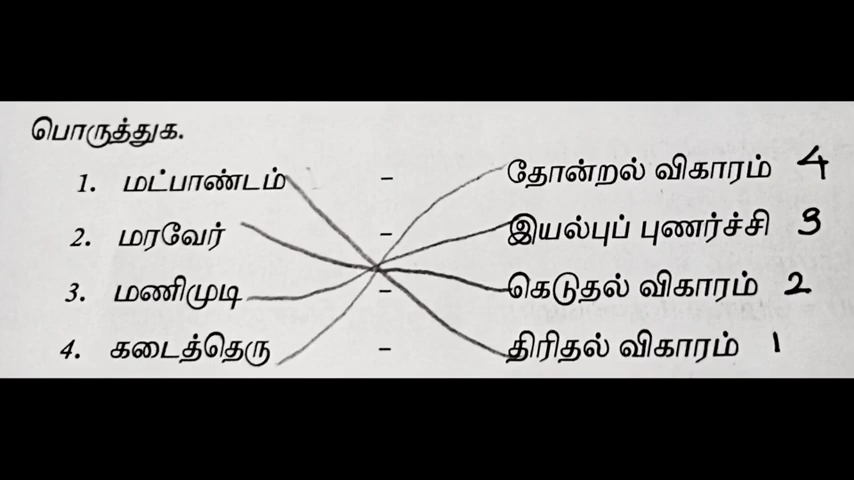 பொருத்துக.
1. மட்பாண்டம் - தோன்றல் விகாரம் 4
2. மரவேர் - இயல்புப் புணர்ச்சி 3
3. மணிமுடி - கெடுதல் விகாரம் 2
4. கடைத்தெரு - திரிதல் விகாரம் 1